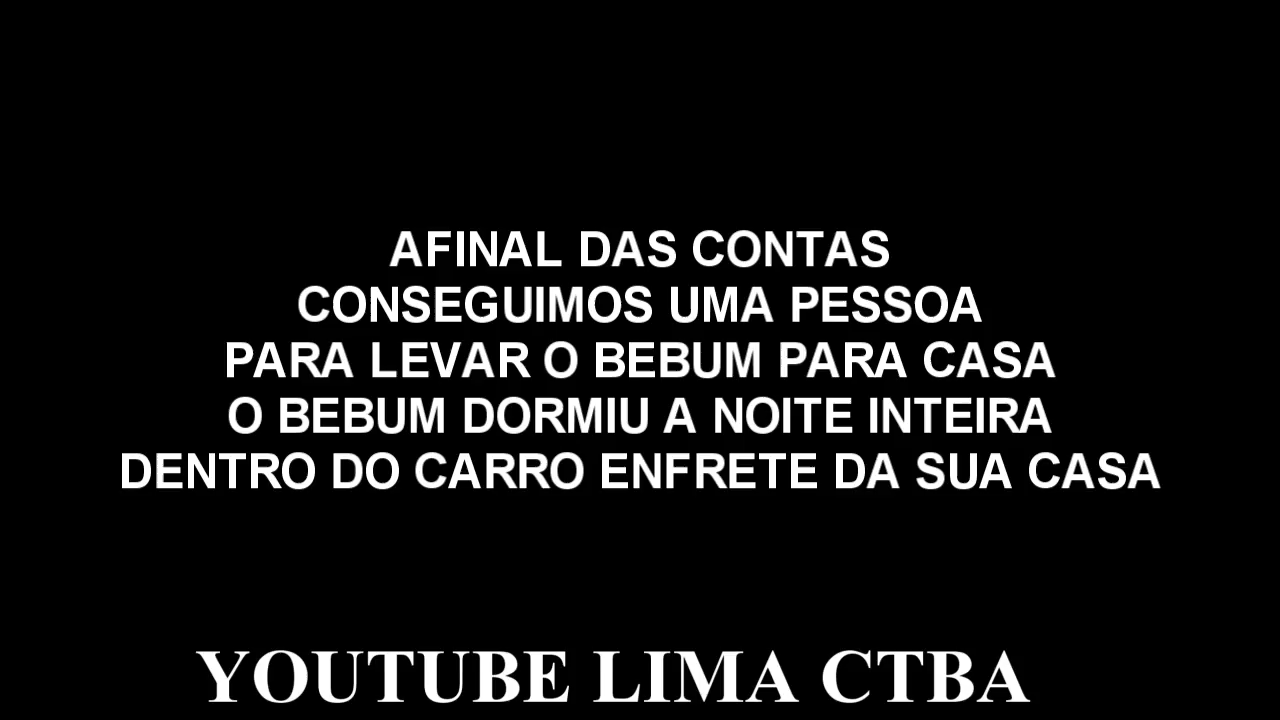 AFINAL DAS CONTAS
CONSEGUIMOS UMA PESSOA
PARA LEVAR O BEBUM PARA CASA
O BEBUM DORMIU A NOITE INTEIRA
DENTRO DO CARRO ENFRETE DA SUA CASA
YOUTUBE LIMA CTBA